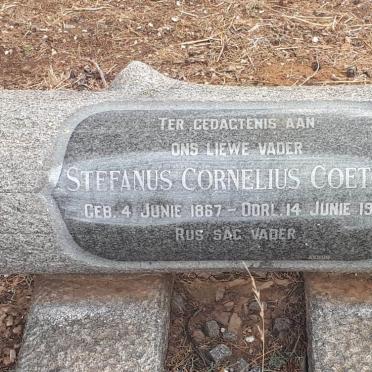 TER GEDAGTENIS AAN
ONS LIEWE VADER
STEFANUS CORNELIUS COET
GEB. 4 JUNIE 1867 – OORL. 14 JUNIE 19
RUS SAG VADER